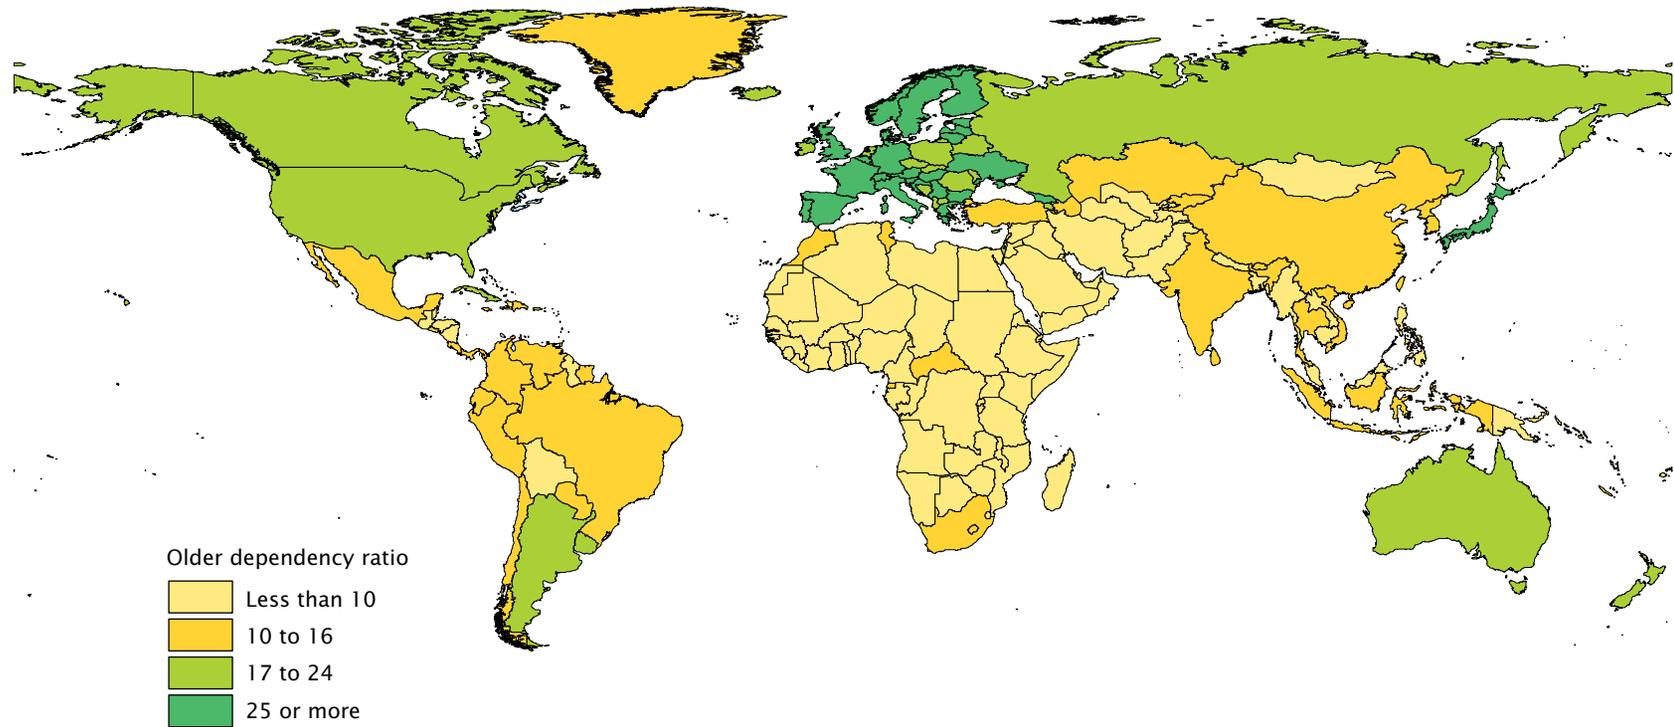 Older dependency ratio
Less than 10
10 to 16
17 to 24
25 or more